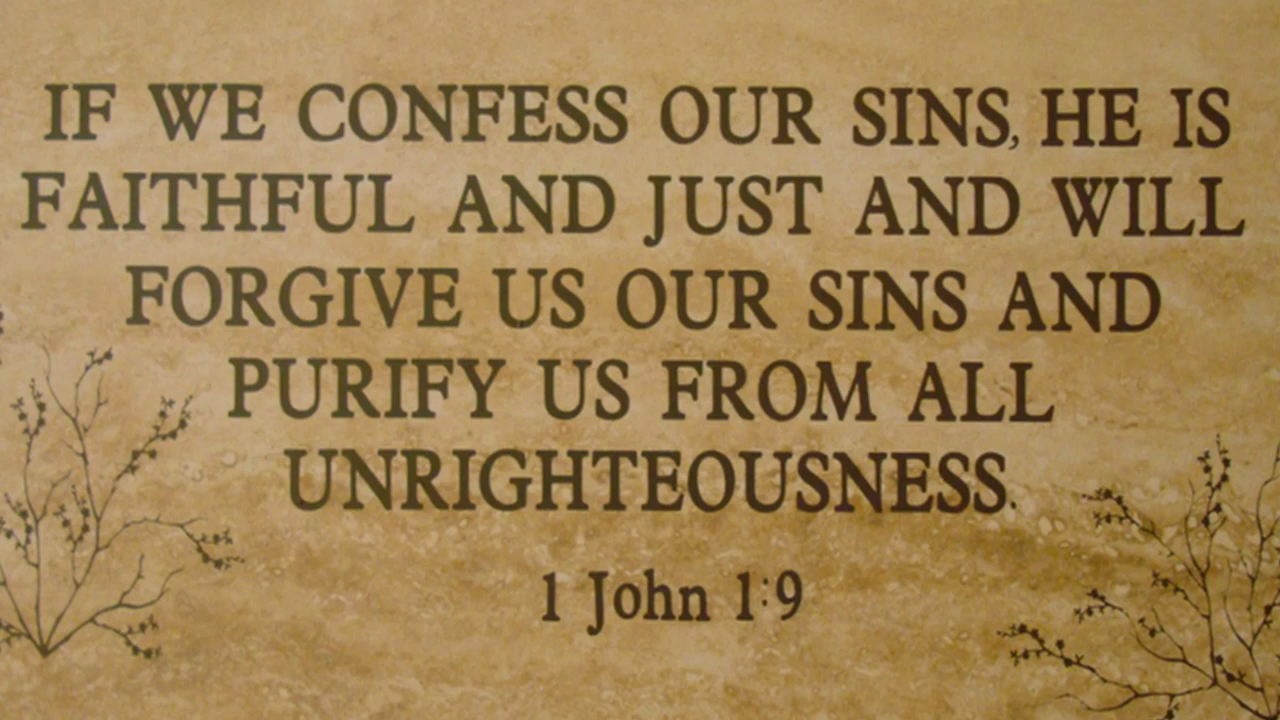 IF WE CONFESS OUR SINS, HE IS
FAITHFUL AND JUST AND WILL
FORGIVE US OUR SINS AND
PURIFY US FROM ALL
UNRIGHTEOUSNESS.
1 John 1:9